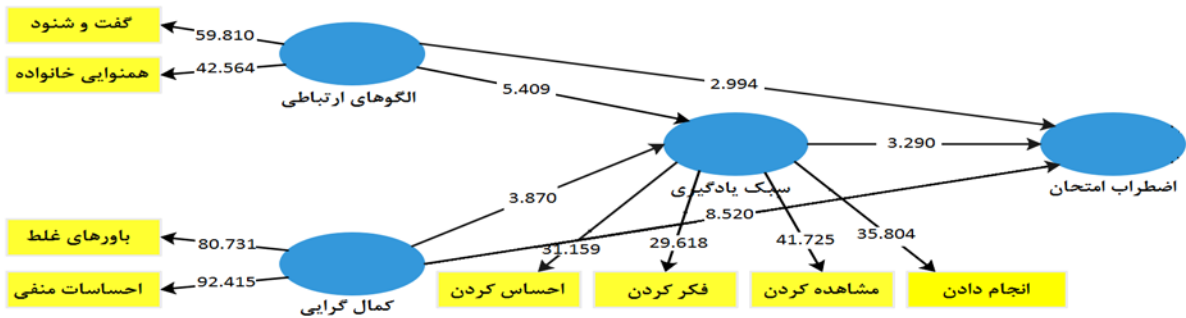 گفت و شنود
59.810
همنوایی خانواده
42.564
الگوهای ارتباطی
2.994
5.409
3.290
سبک یادگیری
اضطراب امتحان
3.870
8.520
باورهای غلط
80.731
احساسات منفی
92.415
کمال گرایی
31.159
29.618
41.725
35.804
احساس کردن
فکر کردن
مشاهده کردن
انجام دادن